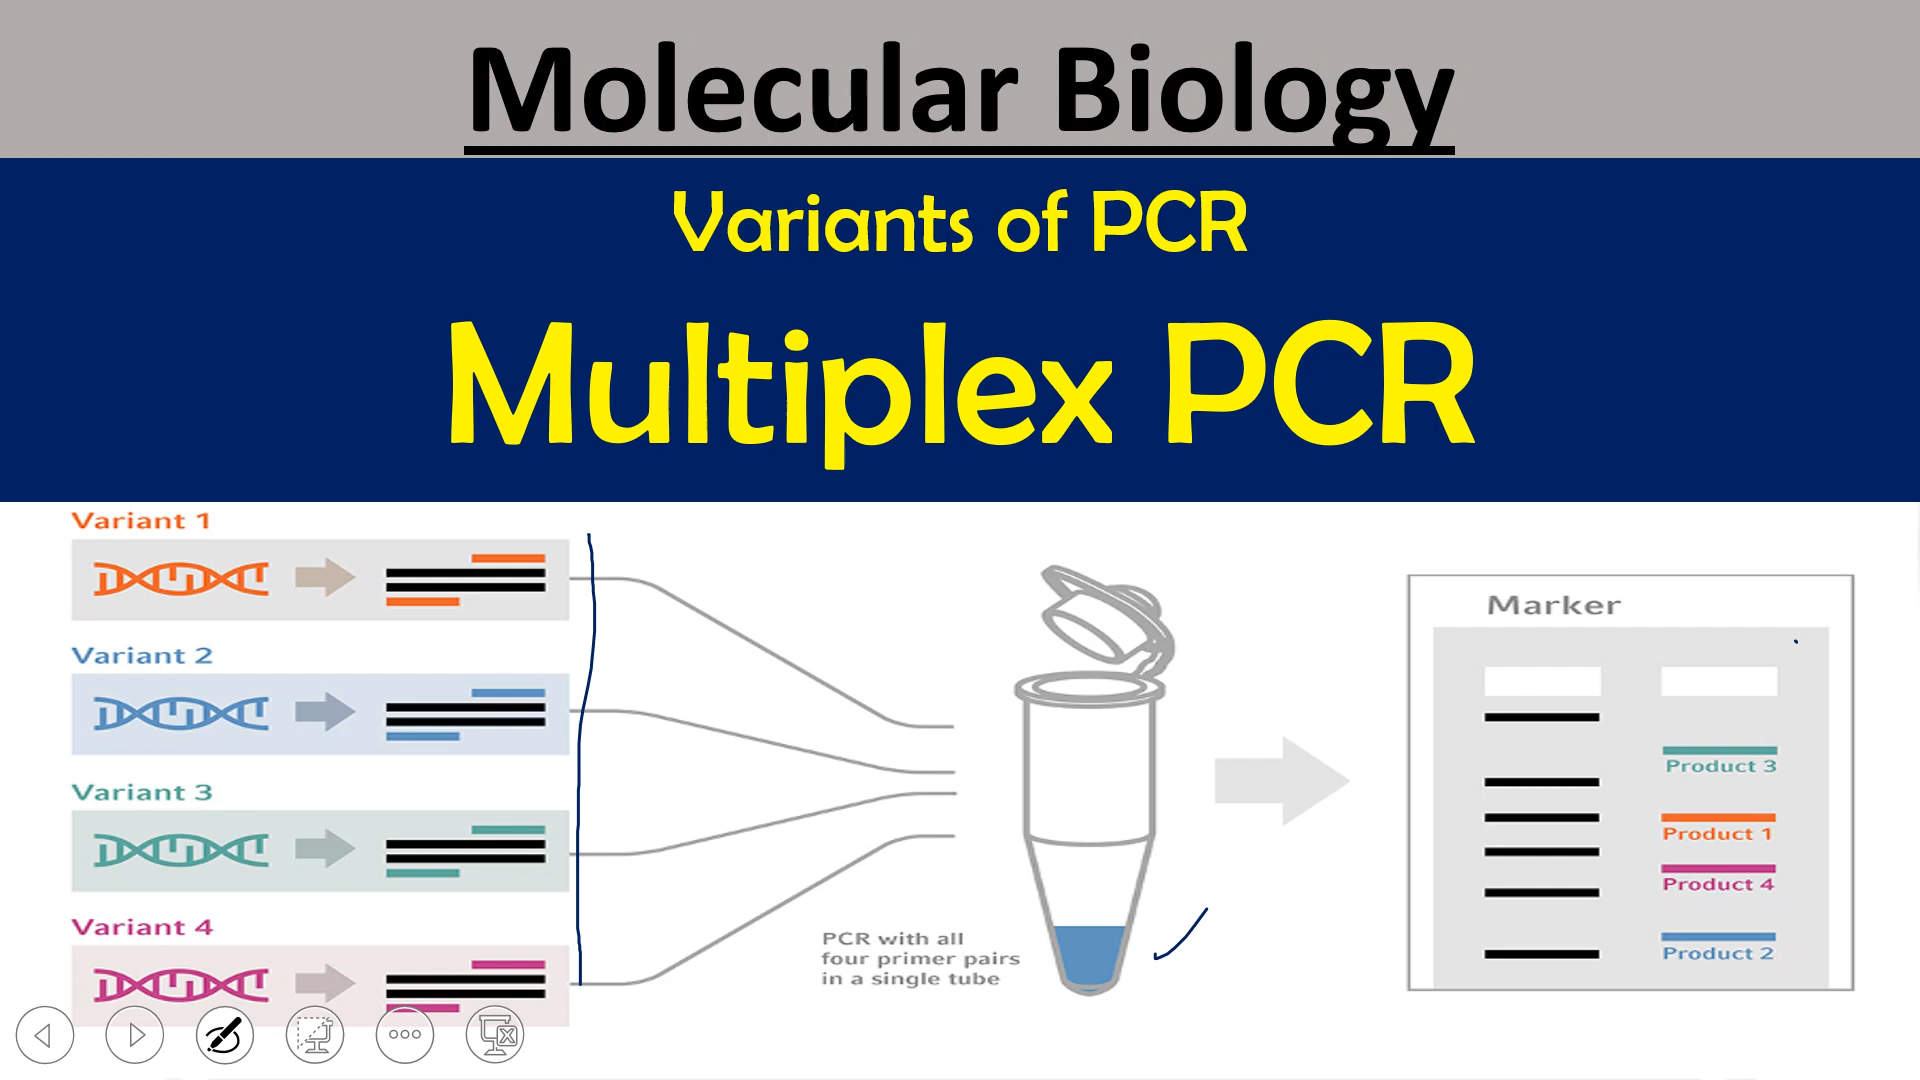 Molecular Biology
Variants of PCR
Multiplex PCR
Variant 1
Variant 2
Variant 3
Variant 4
PCR with all
four primer pairs
in a single tube
Marker
Product 3
Product 1
Product 4
Product 2